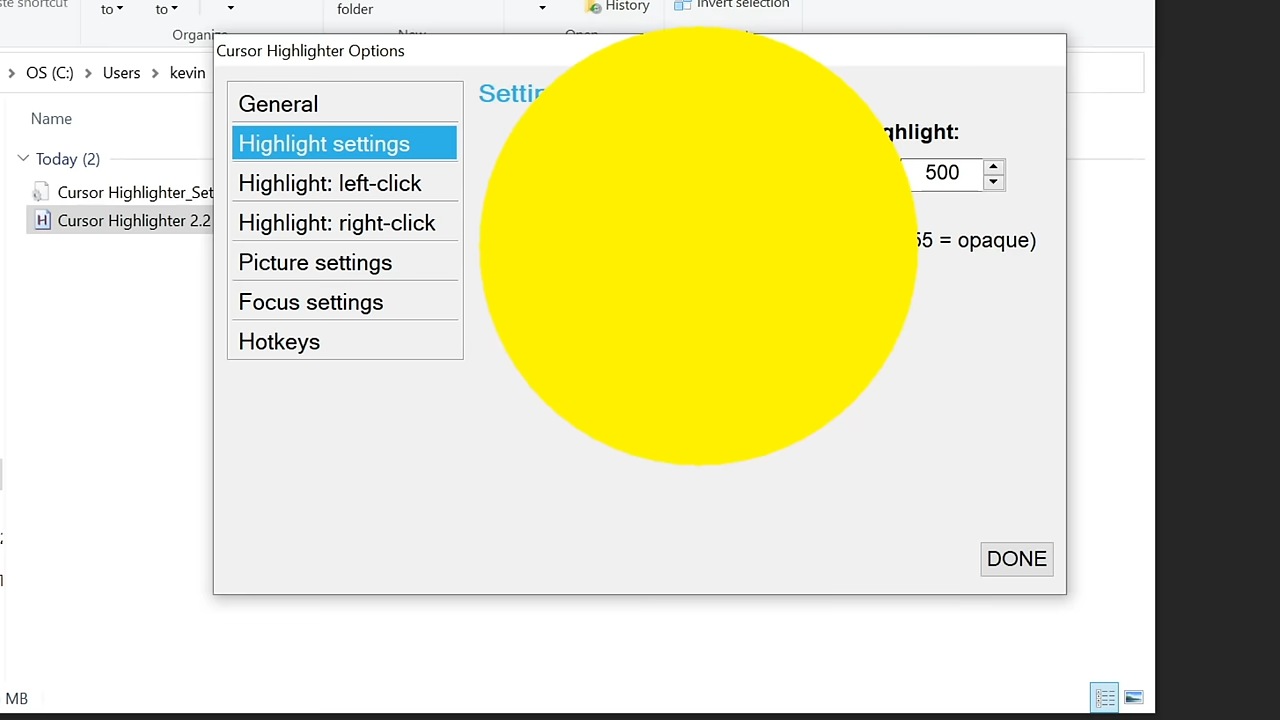 ste shortcut
to
to
folder
History
Invert selection
Organize
New
Open
Cursor Highlighter Options
OS (C:)
Users
kevin
General
Highlight settings
Highlight: left-click
Highlight: right-click
Picture settings
Focus settings
Hotkeys
Settin
ghlight:
500
55 = opaque)
DONE
Name
Today (2)
Cursor Highlighter_Set
Cursor Highlighter 2.2
MB